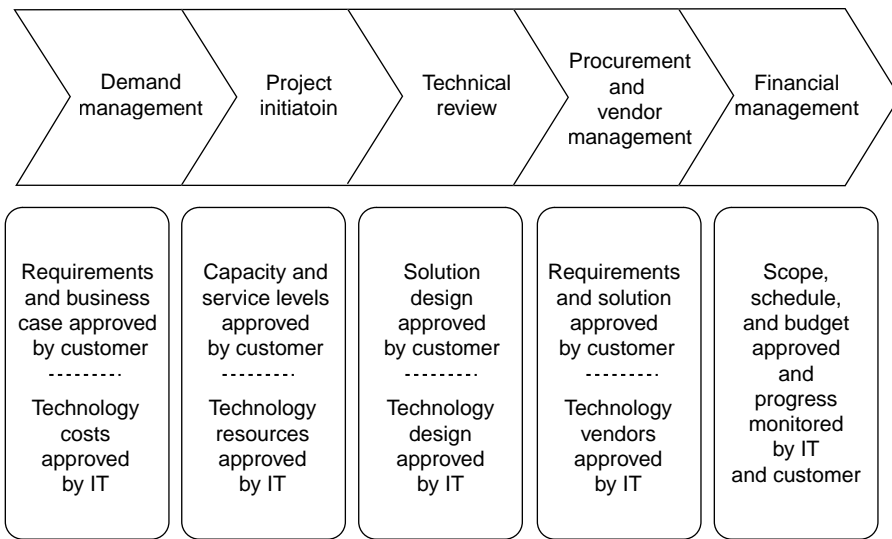 Demand
management
Project
initiatoin
Technical
review
Procurement
and
vendor
management
Financial
management
Requirements
and business
case approved
by customer
Technology
costs
approved
by IT
Capacity and
service levels
approved
by customer
Technology
resources
approved
by IT
Solution
design
approved
by customer
Technology
design
approved
by IT
Requirements
and solution
approved
by customer
Technology
vendors
approved
by IT
Scope,
schedule,
and budget
approved
and
progress
monitored
by IT
and customer